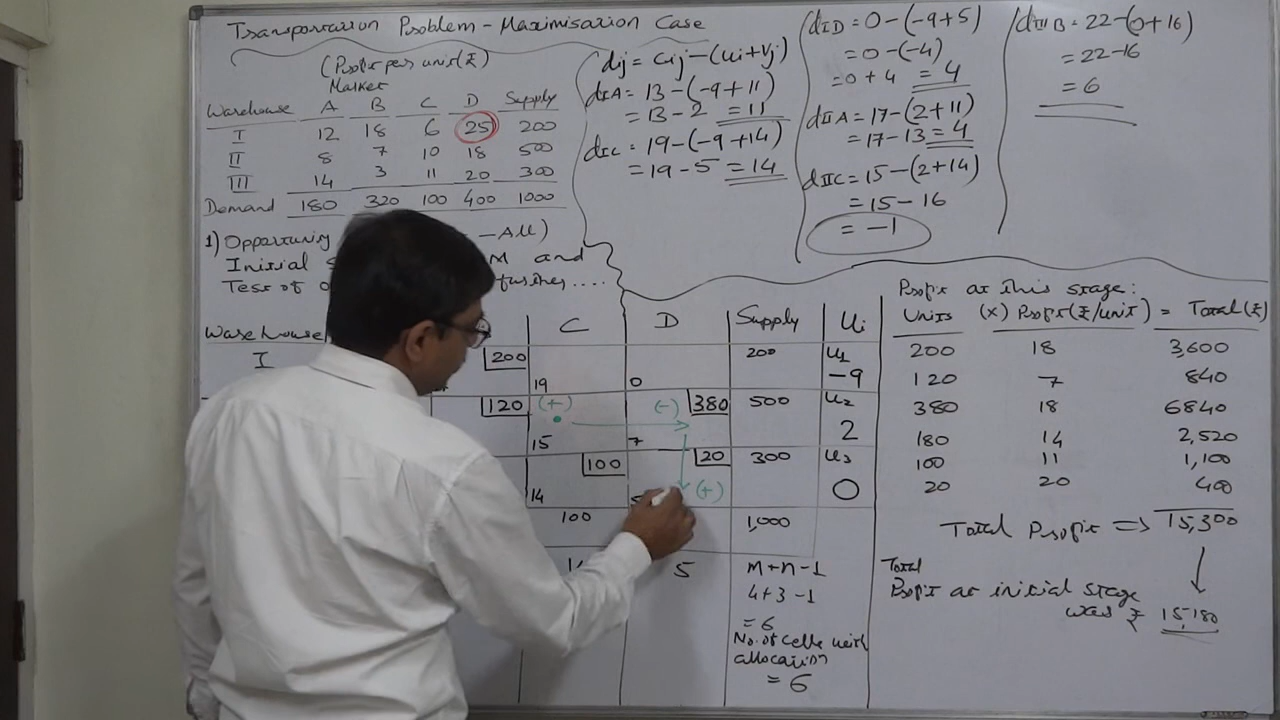 Transportation Problem - Maximisation Case
(Profit per unit(₹)
Market
Warehouse A B C D Supply
I 12 18 6 25 200
II 8 7 10 18 500
III 14 3 11 20 300
Demand 180 320 100 400 1000
1) Opportunity - All)
Initial M and
Test of further....
dij = Cij - (ui + vj)
dIA = 13 - (-9 + 11)
= 13 - 2 = 11
dIC = 19 - (-9 + 14)
= 19 - 5 = 14
dID = 0 - (-9 + 5)
= 0 - (-4)
= 0 + 4 = 4
dIIA = 17 - (2 + 11)
= 17 - 13 = 4
dIIC = 15 - (2 + 14)
= 15 - 16
= -1
dIIIB = 22 - (0 + 16)
= 22 - 16
= 6
Warehouse C D Supply Ui
I 200 200 U1
19 0 -9
120 (+) (-) 380 500 U2
15 7 2
100 20 300 U3
14 (+) 0
100 1,000
5 m+n-1
4+3-1
= 6
No. of cells with
allocation
= 6
Profit at this stage:
Units (x) Profit(₹/unit) = Total(₹)
200 18 3,600
120 7 840
380 18 6840
180 14 2,520
100 11 1,100
20 20 400
Total Profit => 15,300
Total
Profit at initial stage
was ₹ 15,180